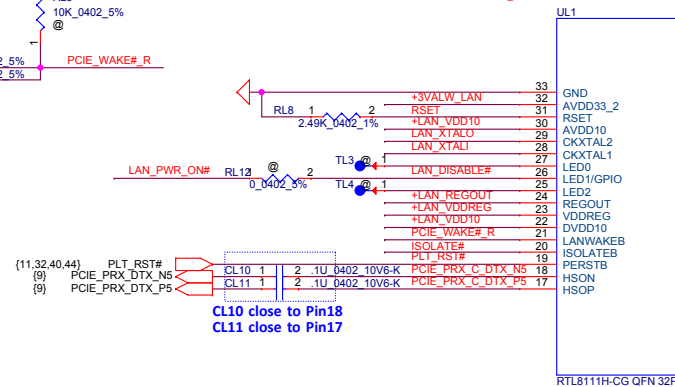 10K_0402_5%
@
1
2_5%
2_5%
PCIE_WAKE#_R
UL1
33 GND
+3VALW_LAN 32 AVDD33_2
RL8 1 2 RSET 31 RSET
2.49K_0402_1% +LAN_VDD10 30 AVDD10
LAN_XTALO 29 CKXTAL2
LAN_XTALI 28 CKXTAL1
TL3 @ 1 27 LED0
LAN_PWR_ON# RL12 1 @ 2 LAN_DISABLE# 26 LED1/GPIO
0_0402_5% TL4 @ 1 25 LED2
+LAN_REGOUT 24 REGOUT
+LAN_VDDREG 23 VDDREG
+LAN_VDD10 22 DVDD10
PCIE_WAKE#_R 21 LANWAKEB
ISOLATE# 20 ISOLATEB
{11,32,40,44} PLT_RST# PLT_RST# 19 PERSTB
{9} PCIE_PRX_DTX_N5 CL10 1 2 .1U_0402_10V6-K PCIE_PRX_C_DTX_N5 18 HSON
{9} PCIE_PRX_DTX_P5 CL11 1 2 .1U_0402_10V6-K PCIE_PRX_C_DTX_P5 17 HSOP
CL10 close to Pin18
CL11 close to Pin17
RTL8111H-CG QFN 32P